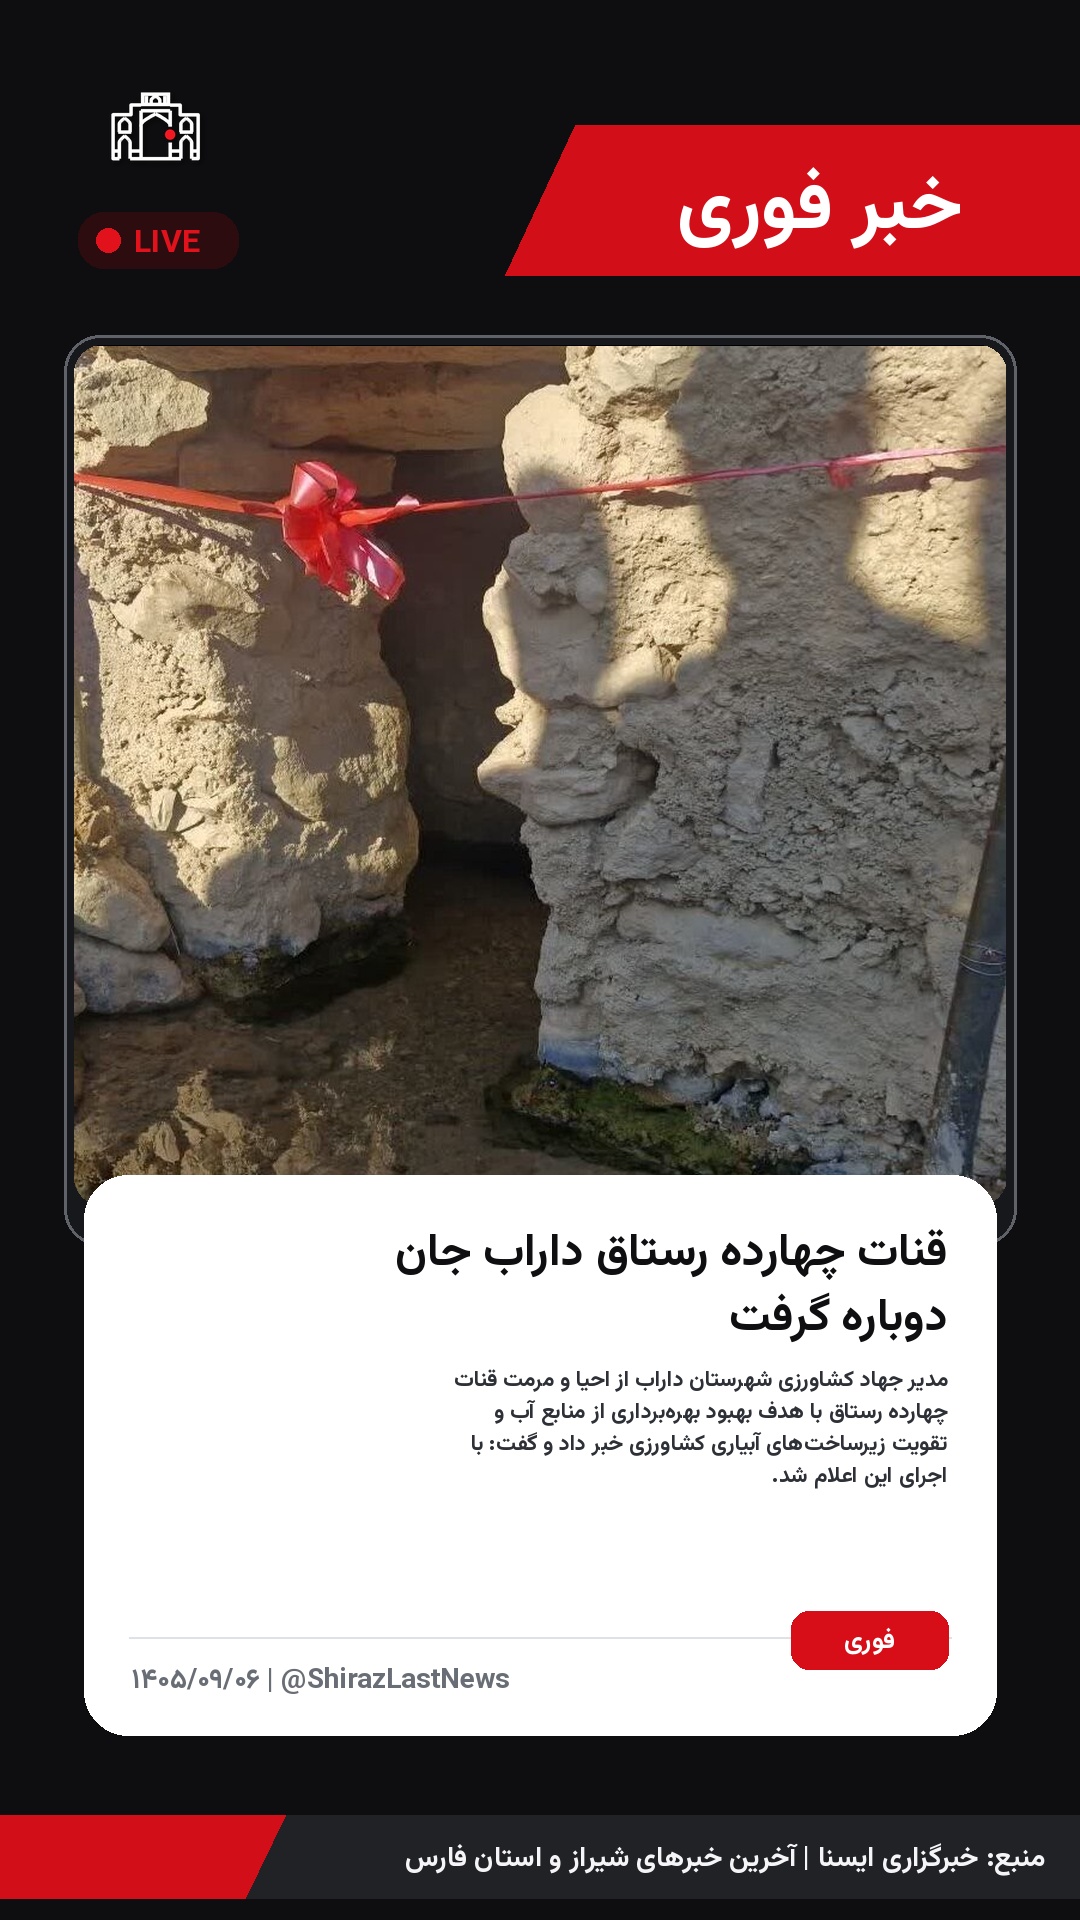 LIVE
خبر فوری
قنات چهارده رستاق داراب جان
دوباره گرفت
مدیر جهاد کشاورزی شهرستان داراب از احیا و مرمت قنات
چهارده رستاق با هدف بهبود بهره‌برداری از منابع آب و
تقویت زیرساخت‌های آبیاری کشاورزی خبر داد و گفت: با
اجرای این اعلام شد.
فوری
۱۴۰۵/۰۹/۰۶ | @ShirazLastNews
منبع: خبرگزاری ایسنا | آخرین خبرهای شیراز و استان فارس